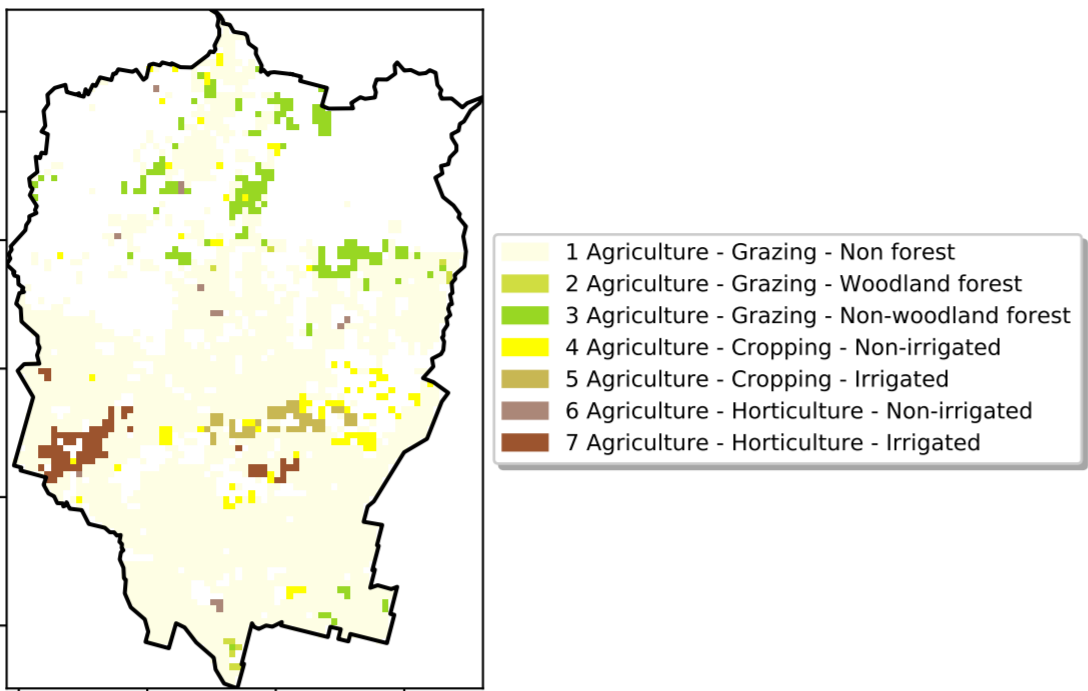 1 Agriculture - Grazing - Non forest
2 Agriculture - Grazing - Woodland forest
3 Agriculture - Grazing - Non-woodland forest
4 Agriculture - Cropping - Non-irrigated
5 Agriculture - Cropping - Irrigated
6 Agriculture - Horticulture - Non-irrigated
7 Agriculture - Horticulture - Irrigated